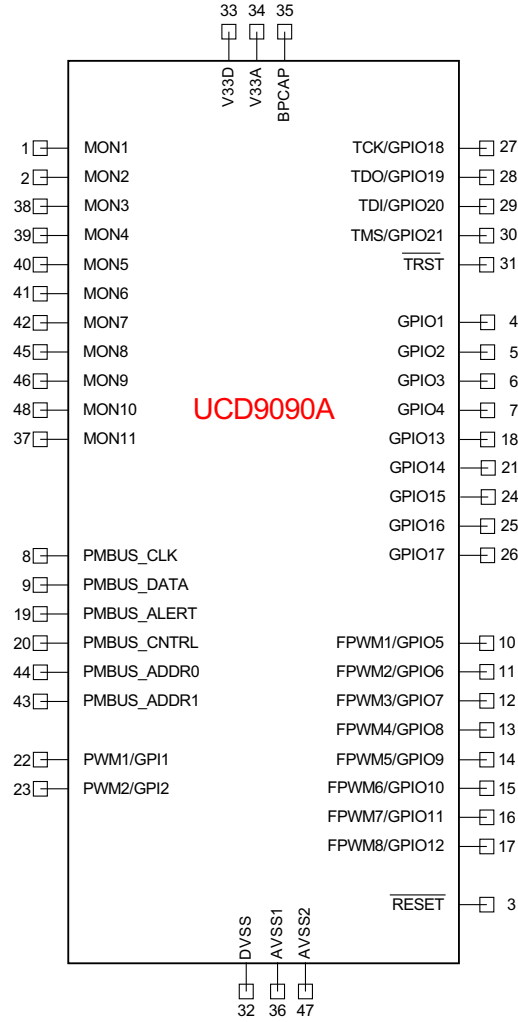 33 34 35
V33D V33A BPCAP
1 MON1 TCK/GPIO18 27
2 MON2 TDO/GPIO19 28
38 MON3 TDI/GPIO20 29
39 MON4 TMS/GPIO21 30
40 MON5 TRST 31
41 MON6
42 MON7 GPIO1 4
45 MON8 GPIO2 5
46 MON9 GPIO3 6
48 MON10 UCD9090A GPIO4 7
37 MON11 GPIO13 18
GPIO14 21
GPIO15 24
GPIO16 25
8 PMBUS_CLK GPIO17 26
9 PMBUS_DATA
19 PMBUS_ALERT
20 PMBUS_CNTRL FPWM1/GPIO5 10
44 PMBUS_ADDR0 FPWM2/GPIO6 11
43 PMBUS_ADDR1 FPWM3/GPIO7 12
FPWM4/GPIO8 13
22 PWM1/GPI1 FPWM5/GPIO9 14
23 PWM2/GPI2 FPWM6/GPIO10 15
FPWM7/GPIO11 16
FPWM8/GPIO12 17
RESET 3
DVSS AVSS1 AVSS2
32 36 47